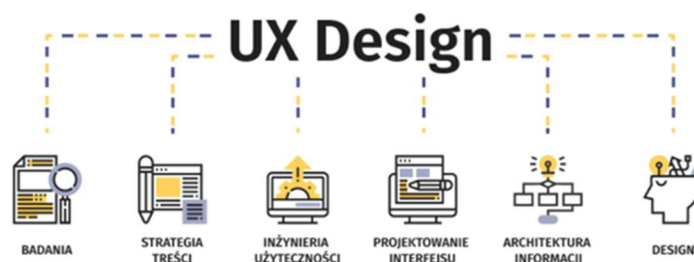 UX Design
BADANIA
STRATEGIA
TREŚCI
INŻYNIERIA
UŻYTECZNOŚCI
PROJEKTOWANIE
INTERFEJSU
ARCHITEKTURA
INFORMACJI
DESIGN